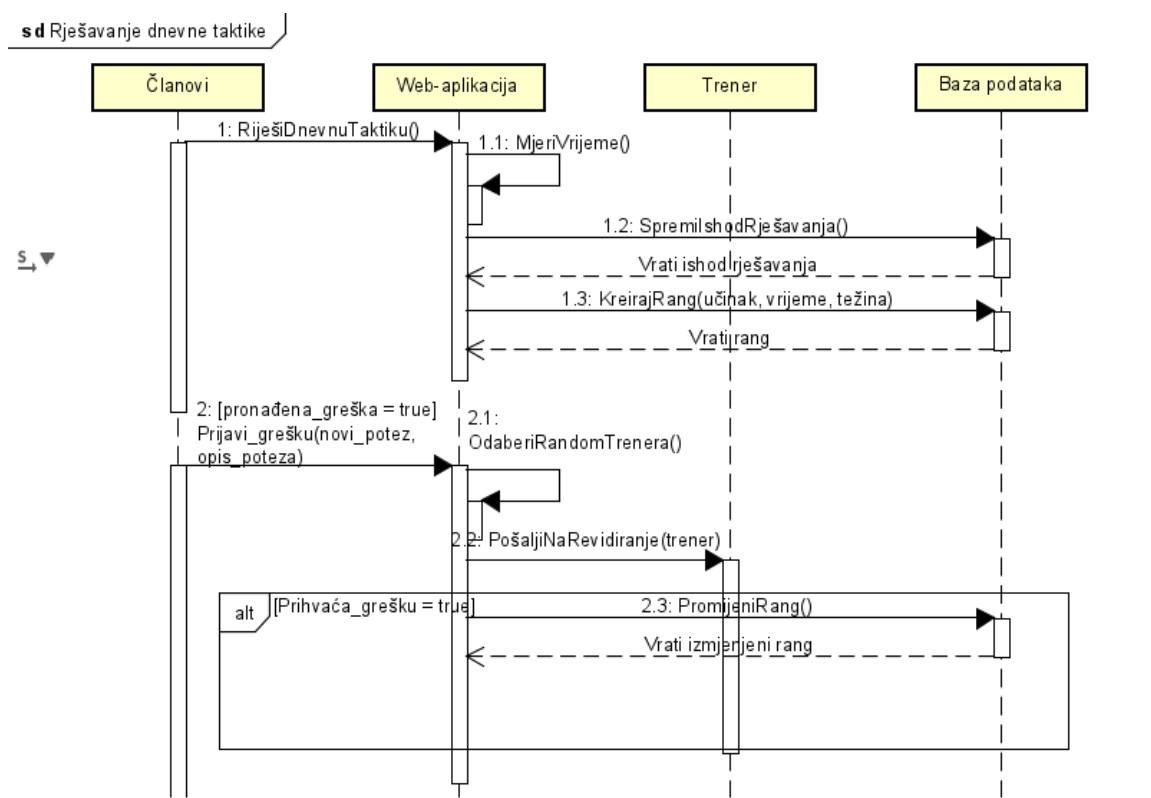 sd Rješavanje dnevne taktike
Članovi
Web-aplikacija
Trener
Baza podataka
1: RiješiDnevnuTaktiku()
1.1: MjeriVrijeme()
1.2: SpremiIshodRješavanja()
S
Vrati ishod rješavanja
1.3: KreirajRang(učinak, vrijeme, težina)
Vrati rang
2: [pronađena_greška = true]
Prijavi_grešku(novi_potez,
opis_poteza)
2.1:
OdaberiRandomTrenera()
2.2: PošaljiNaRevidiranje(trener)
alt
[Prihvaća_grešku = true]
2.3: PromijeniRang()
Vrati izmjenjeni rang